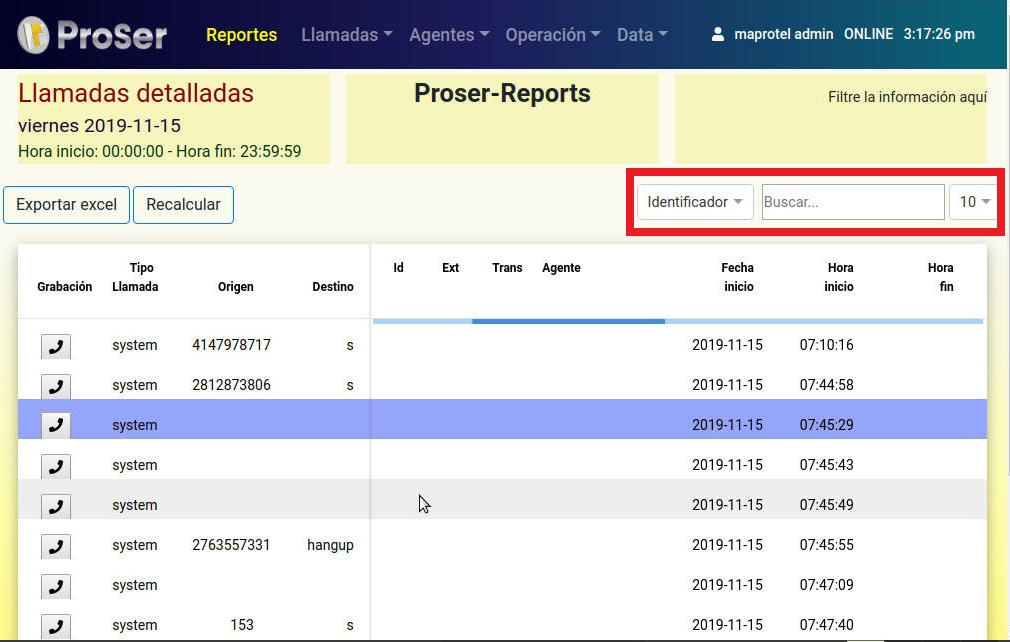 ProSer Reportes Llamadas Agentes Operación Data maprotel admin ONLINE 3:17:26 pm
Llamadas detalladas
viernes 2019-11-15
Hora inicio: 00:00:00 - Hora fin: 23:59:59
Proser-Reports
Filtre la información aquí
Exportar excel Recalcular Identificador Buscar... 10
Grabación Tipo Llamada Origen Destino Id Ext Trans Agente Fecha inicio Hora inicio Hora fin
system 4147978717 s 2019-11-15 07:10:16
system 2812873806 s 2019-11-15 07:44:58
system 2019-11-15 07:45:29
system 2019-11-15 07:45:43
system 2019-11-15 07:45:49
system 2763557331 hangup 2019-11-15 07:45:55
system 2019-11-15 07:47:09
system 153 s 2019-11-15 07:47:40